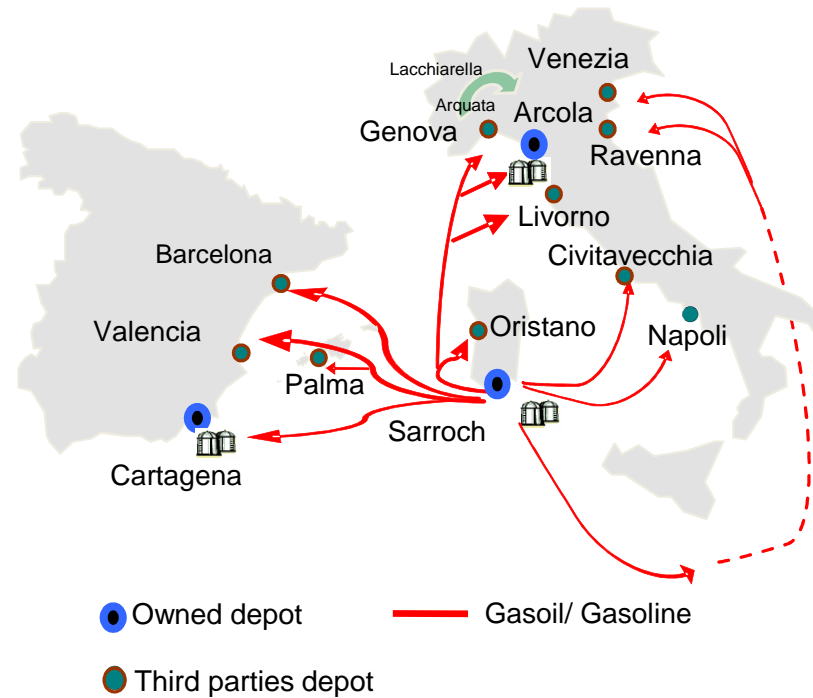 Venezia
Lacchiarella
Arquata
Arcola
Genova
Ravenna
Livorno
Barcelona
Civitavecchia
Valencia
Oristano
Napoli
Palma
Sarroch
Cartagena
Owned depot
Gasoil/ Gasoline
Third parties depot